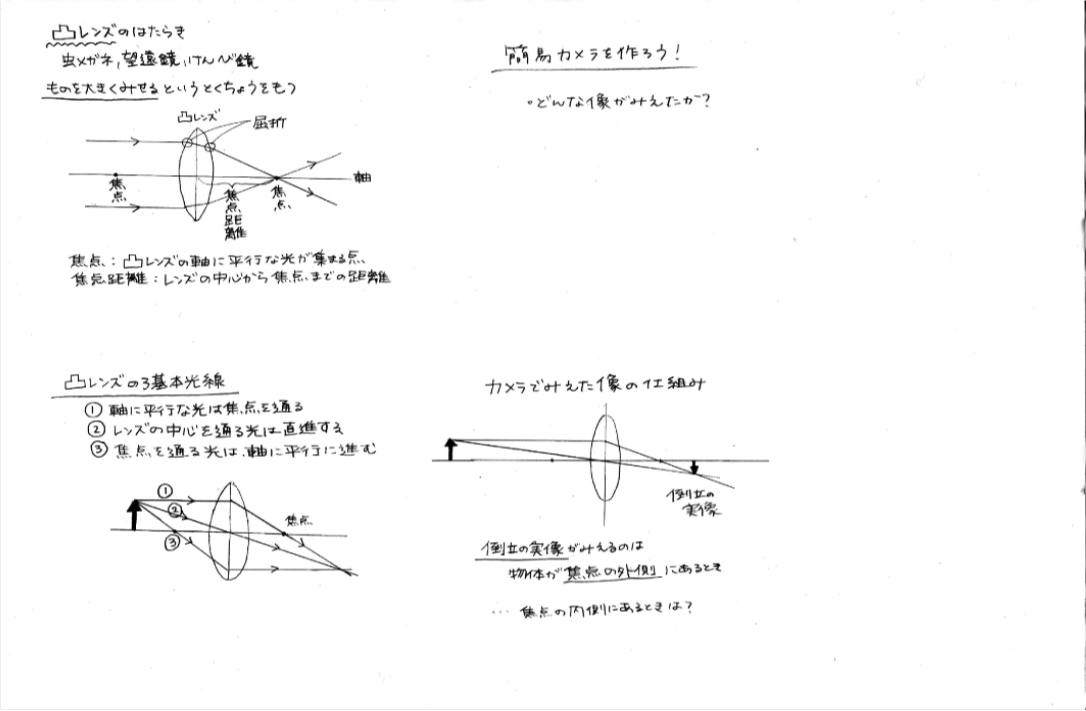 凸レンズのはたらき
虫メガネ,望遠鏡,けんび鏡
ものを大きくみせるというとくちょうをもつ
凸レンズ
屈折
軸
焦点
焦点距離
焦点
焦点：凸レンズの軸に平行な光が集まる点
焦点距離：レンズの中心から焦点までの距離
簡易カメラを作ろう！
・どんな像がみえたか？
凸レンズの3基本光線
① 軸に平行な光は焦点を通る
② レンズの中心を通る光は直進する
③ 焦点を通る光は、軸に平行に進む
①
②
③
焦点
カメラでみえた像の仕組み
倒立の
実像
倒立の実像がみえるのは
物体が焦点の外側にあるとき
… 焦点の内側にあるときは？